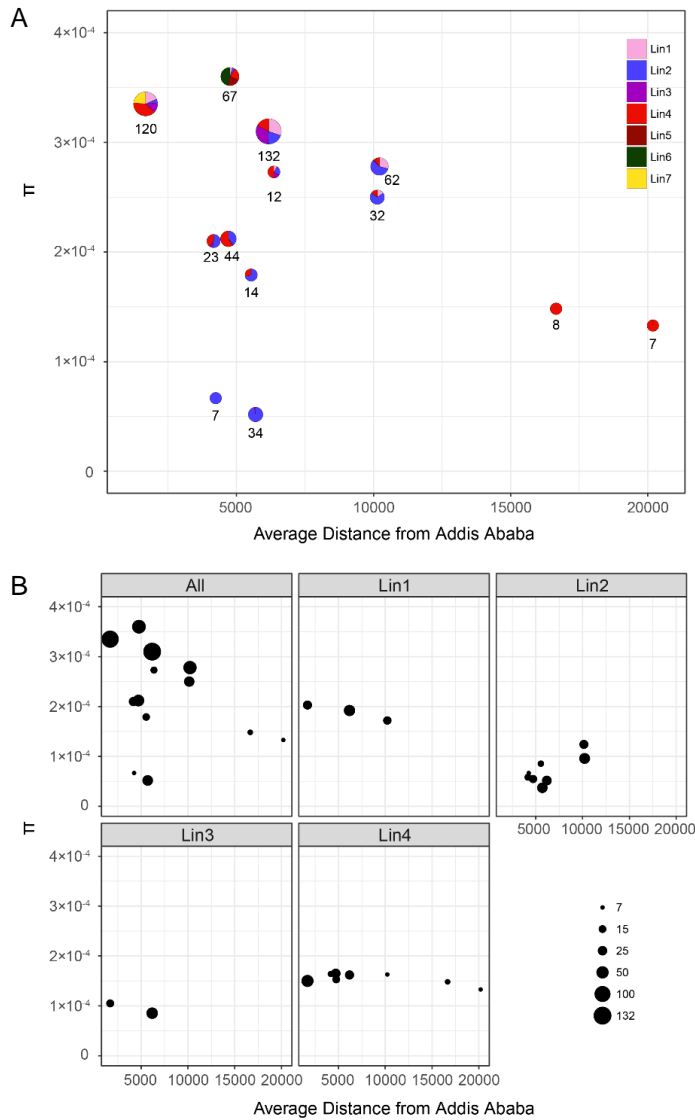 A
4×10⁻⁴
3×10⁻⁴
2×10⁻⁴
1×10⁻⁴
0
π
Lin1
Lin2
Lin3
Lin4
Lin5
Lin6
Lin7
67
120
132
12
62
32
23
44
14
8
7
7
34
5000 10000 15000 20000
Average Distance from Addis Ababa
B
All Lin1 Lin2
4×10⁻⁴
3×10⁻⁴
2×10⁻⁴
1×10⁻⁴
0
5000 10000 15000 20000
π
Lin3 Lin4
4×10⁻⁴
3×10⁻⁴
2×10⁻⁴
1×10⁻⁴
0
7
15
25
50
100
132
5000 10000 15000 20000 5000 10000 15000 20000
Average Distance from Addis Ababa